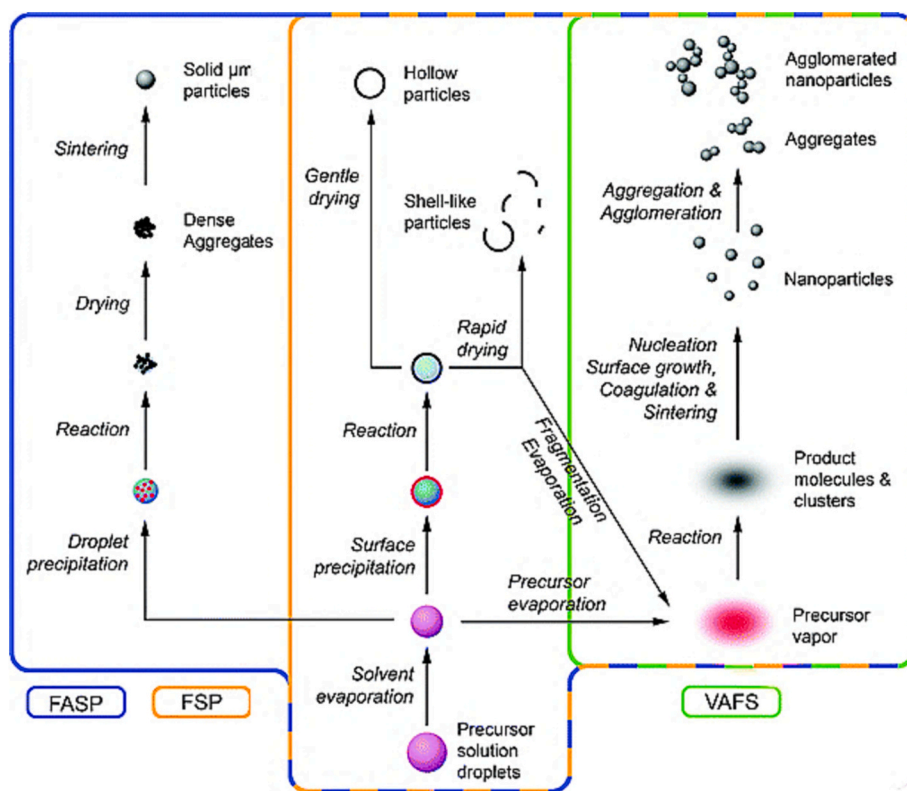 Solid µm
particles
Sintering
Dense
Aggregates
Drying
Reaction
Droplet
precipitation
Hollow
particles
Gentle
drying
Shell-like
particles
Rapid
drying
Reaction
Fragmentation
Evaporation
Surface
precipitation
Precursor
evaporation
Solvent
evaporation
Precursor
solution
droplets
Agglomerated
nanoparticles
Aggregates
Aggregation &
Agglomeration
Nanoparticles
Nucleation
Surface growth,
Coagulation &
Sintering
Product
molecules &
clusters
Reaction
Precursor
vapor
FASP
FSP
VAFS